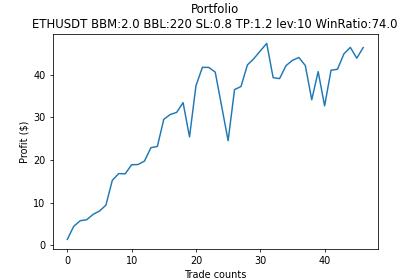 Portfolio
ETHUSDT BBM:2.0 BBL:220 SL:0.8 TP:1.2 lev:10 WinRatio:74.0
Profit ($)
40
30
20
10
0
0 10 20 30 40
Trade counts